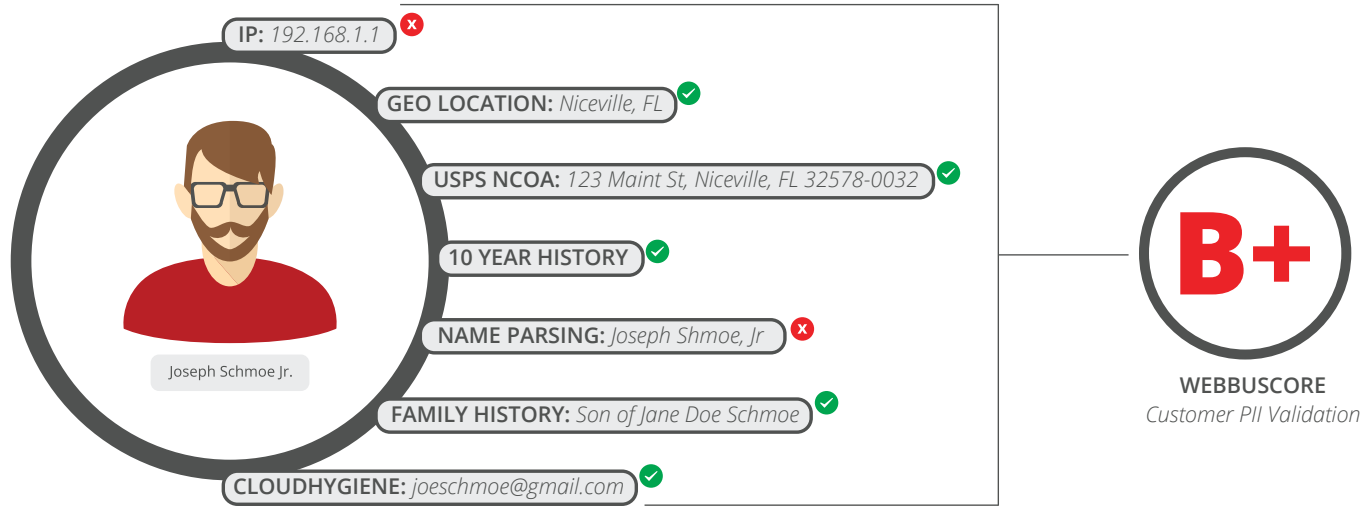 IP: 192.168.1.1
GEO LOCATION: Niceville, FL
USPS NCOA: 123 Maint St, Niceville, FL 32578-0032
10 YEAR HISTORY
NAME PARSING: Joseph Shmoe, Jr
Joseph Schmoe Jr.
FAMILY HISTORY: Son of Jane Doe Schmoe
CLOUDHYGIENE: joeschmoe@gmail.com
B+
WEBBUSCORE
Customer PII Validation